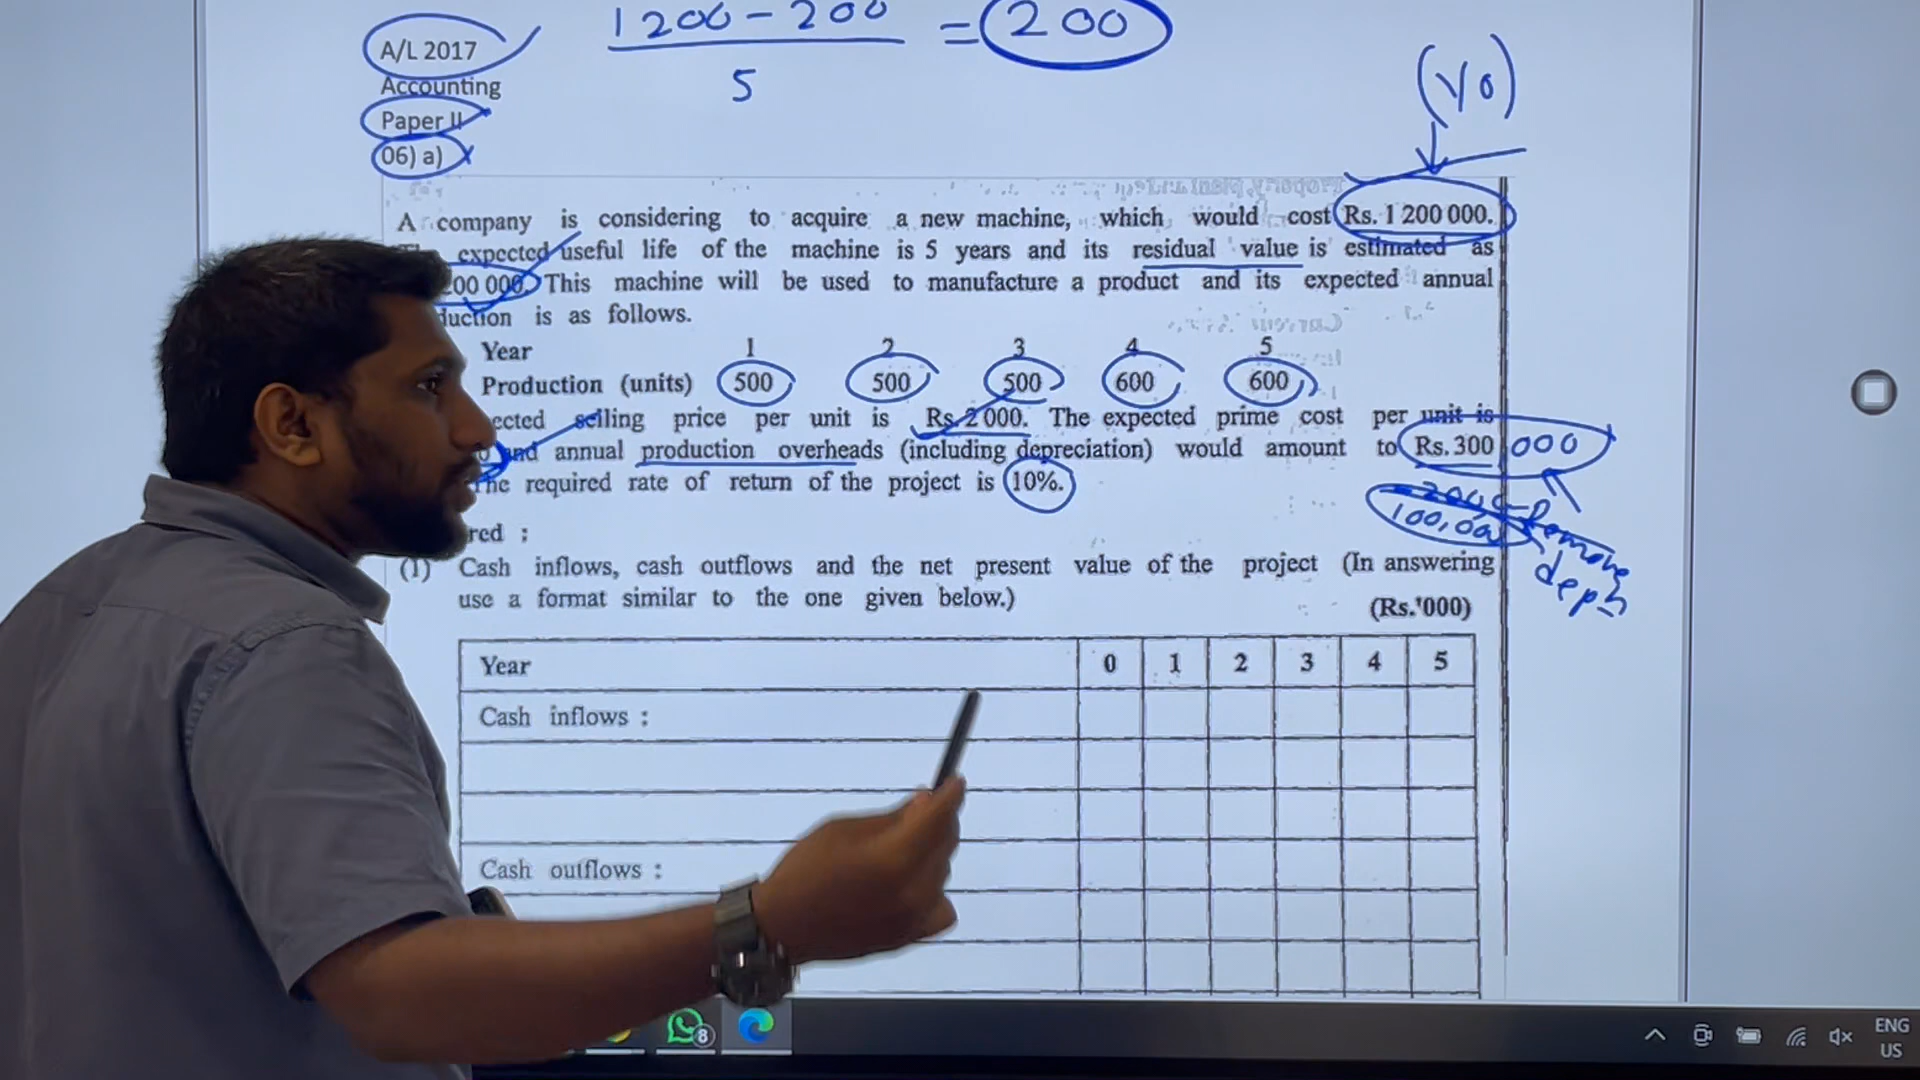 1200 - 200 = 200
5
A/L 2017
Accounting
Paper II
06) a)
(Y0)
A company is considering to acquire a new machine, which would cost Rs. 1 200 000.
expected useful life of the machine is 5 years and its residual value is estimated as
200 000. This machine will be used to manufacture a product and its expected annual
duction is as follows.
Year 1 2 3 4 5
Production (units) 500 500 500 600 600
ected selling price per unit is Rs. 2 000. The expected prime cost per unit is
and annual production overheads (including depreciation) would amount to Rs. 300 000
The required rate of return of the project is 10%.
200 Remove
100,000
deph
red :
(1) Cash inflows, cash outflows and the net present value of the project (In answering
use a format similar to the one given below.)
(Rs.'000)
Year 0 1 2 3 4 5
Cash inflows :
Cash outflows :
8
ENG
US